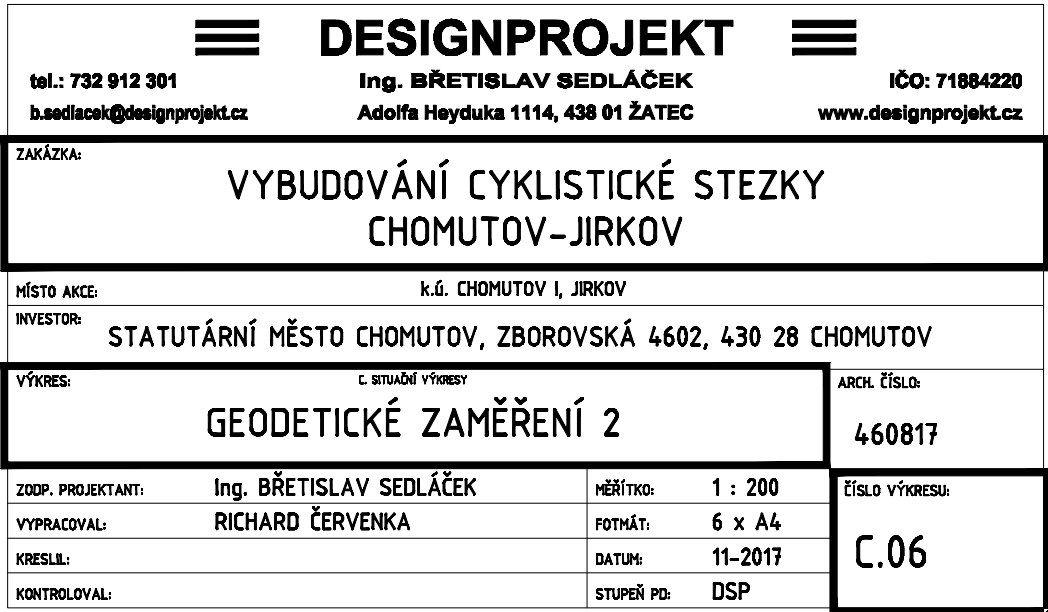 DESIGNPROJEKT
tel.: 732 912 301 Ing. BŘETISLAV SEDLÁČEK IČO: 71884220
b.sedlacek@designprojekt.cz Adolfa Heyduka 1114, 438 01 ŽATEC www.designprojekt.cz
ZAKÁZKA:
VYBUDOVÁNÍ CYKLISTICKÉ STEZKY
CHOMUTOV-JIRKOV
MÍSTO AKCE: k.ú. CHOMUTOV I, JIRKOV
INVESTOR:
STATUTÁRNÍ MĚSTO CHOMUTOV, ZBOROVSKÁ 4602, 430 28 CHOMUTOV
VÝKRES: C. SITUAČNÍ VÝKRESY
GEODETICKÉ ZAMĚŘENÍ 2
ARCH. ČÍSLO:
460817
ZODP. PROJEKTANT: Ing. BŘETISLAV SEDLÁČEK MĚŘÍTKO: 1 : 200
VYPRACOVAL: RICHARD ČERVENKA FOTMÁT: 6 x A4
KRESLIL: DATUM: 11-2017
KONTROLOVAL: STUPEŇ PD: DSP
ČÍSLO VÝKRESU:
C.06